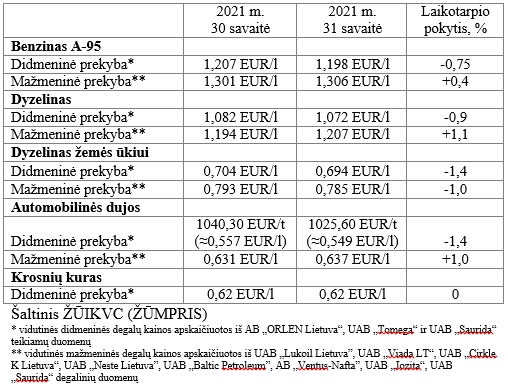 2021 m. 2021 m. Laikotarpio
30 savaitė 31 savaitė pokytis, %
Benzinas A-95
Didmeninė prekyba* 1,207 EUR/l 1,198 EUR/l -0,75
Mažmeninė prekyba** 1,301 EUR/l 1,306 EUR/l +0,4
Dyzelinas
Didmeninė prekyba* 1,082 EUR/l 1,072 EUR/l -0,9
Mažmeninė prekyba** 1,194 EUR/l 1,207 EUR/l +1,1
Dyzelinas žemės ūkiui
Didmeninė prekyba* 0,704 EUR/l 0,694 EUR/l -1,4
Mažmeninė prekyba** 0,793 EUR/l 0,785 EUR/l -1,0
Automobilinės dujos
1040,30 EUR/t 1025,60 EUR/t
Didmeninė prekyba* (≈0,557 EUR/l) (≈0,549 EUR/l) -1,4
Mažmeninė prekyba** 0,631 EUR/l 0,637 EUR/l +1,0
Krosnių kuras
Didmeninė prekyba* 0,62 EUR/l 0,62 EUR/l 0
Šaltinis ŽŪIKVC (ŽŪMPRIS)
* vidutinės didmeninės degalų kainos apskaičiuotos iš AB „ORLEN Lietuva“, UAB „Tomega“ ir UAB „Saurida“
teikiamų duomenų
** vidutinės mažmeninės degalų kainos apskaičiuotos iš UAB „Lukoil Lietuva”, UAB „Viada LT“, UAB „Cirkle
K Lietuva“, UAB „Neste Lietuva”, UAB „Baltic Petroleum”, AB „Ventus-Nafta”, UAB „Jozita”, UAB
„Saurida“ degalinių duomenų